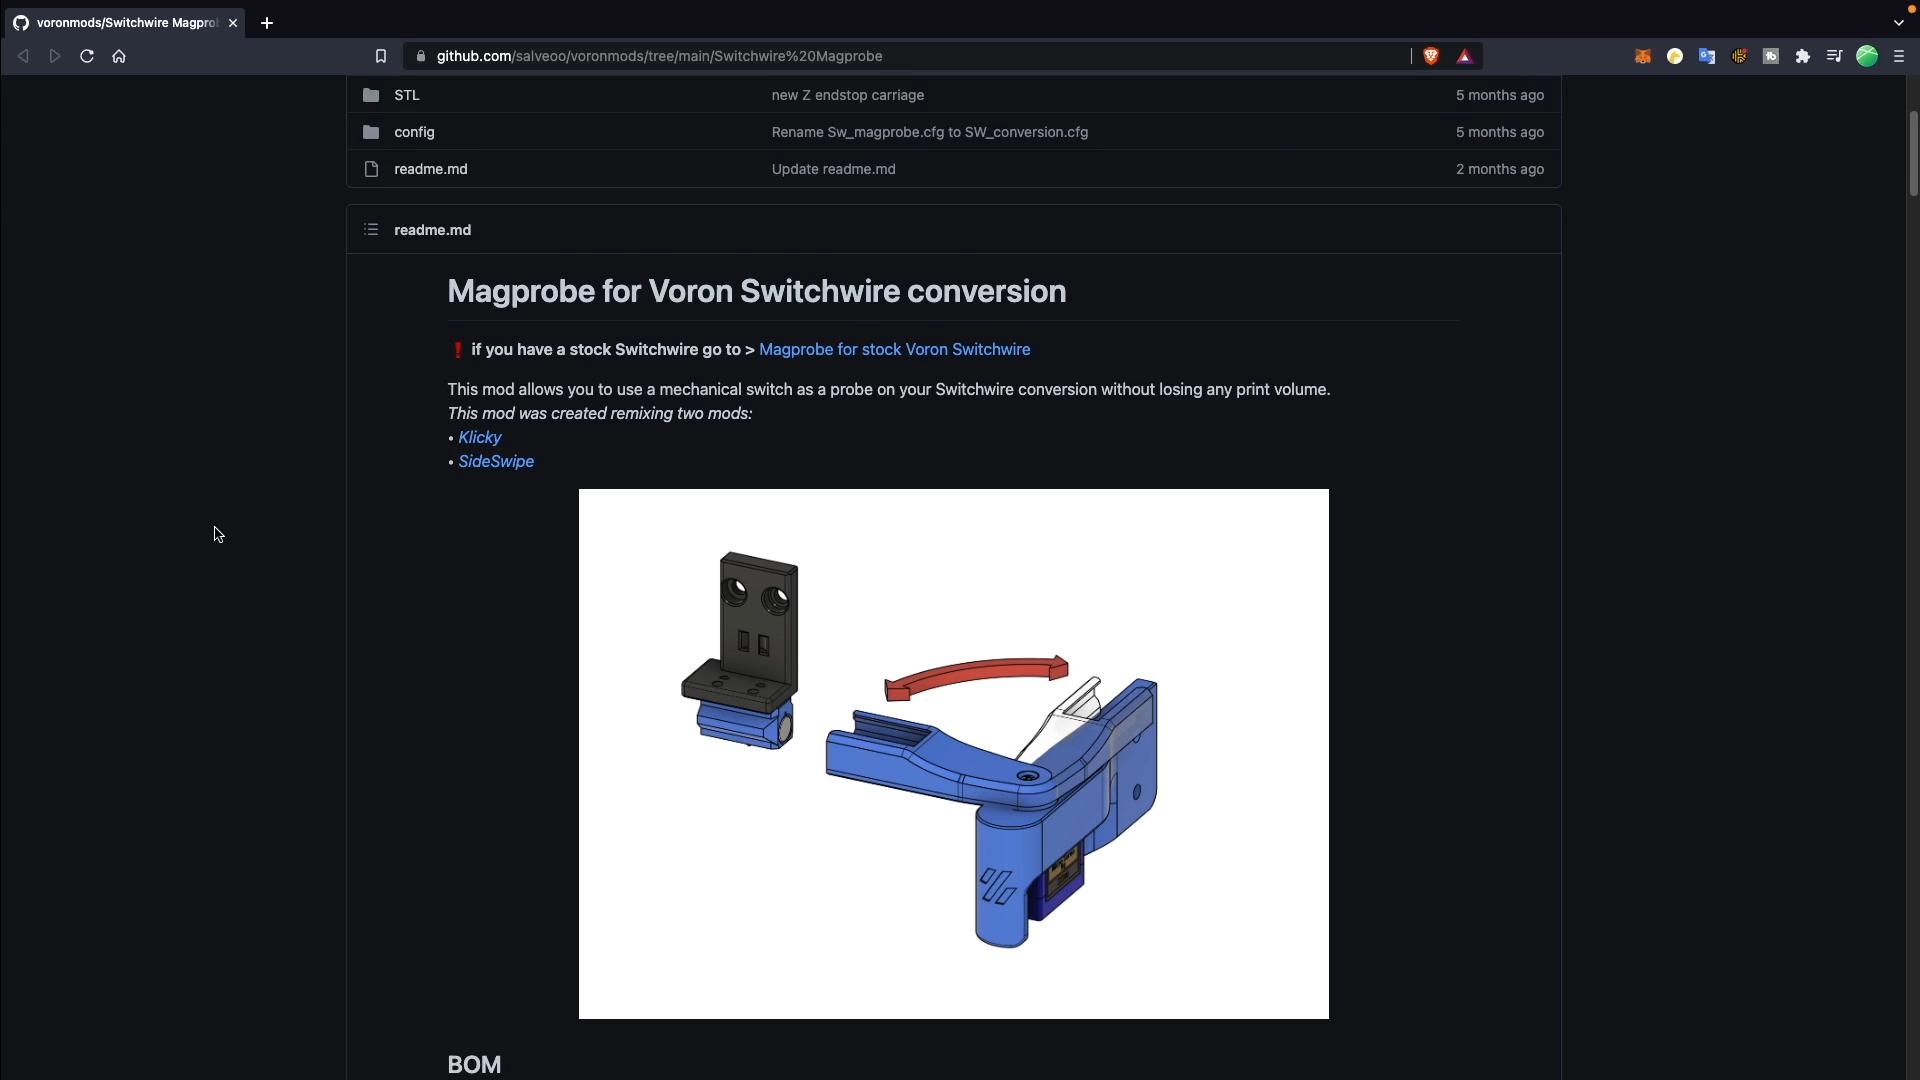 voronmods/Switchwire Magpro
github.com/salveoo/voronmods/tree/main/Switchwire%20Magprobe
STL new Z endstop carriage 5 months ago
config Rename Sw_magprobe.cfg to SW_conversion.cfg 5 months ago
readme.md Update readme.md 2 months ago
readme.md
Magprobe for Voron Switchwire conversion
❗ if you have a stock Switchwire go to > Magprobe for stock Voron Switchwire
This mod allows you to use a mechanical switch as a probe on your Switchwire conversion without losing any print volume.
This mod was created remixing two mods:
• Klicky
• SideSwipe
BOM